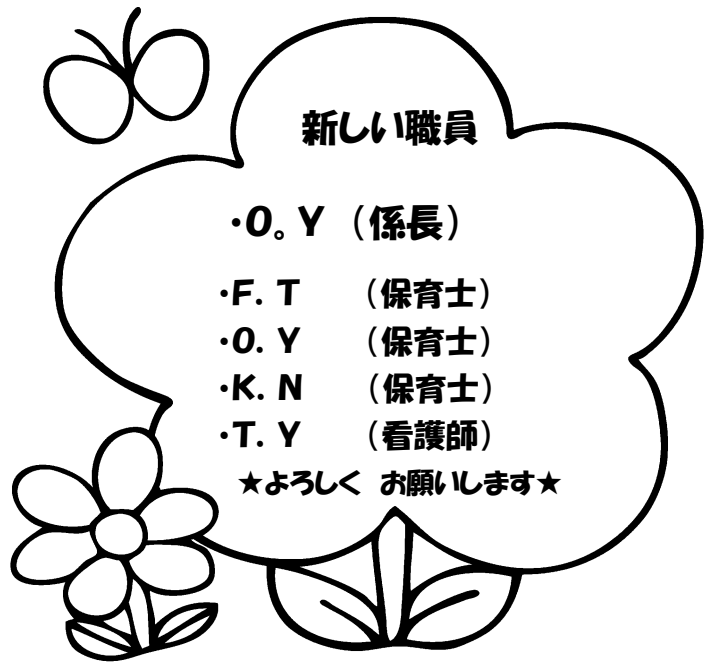 新しい職員
・O。Y（係長）
・F．T　（保育士）
・O．Y　（保育士）
・K．N　（保育士）
・T．Y　（看護師）
★よろしく　お願いします★